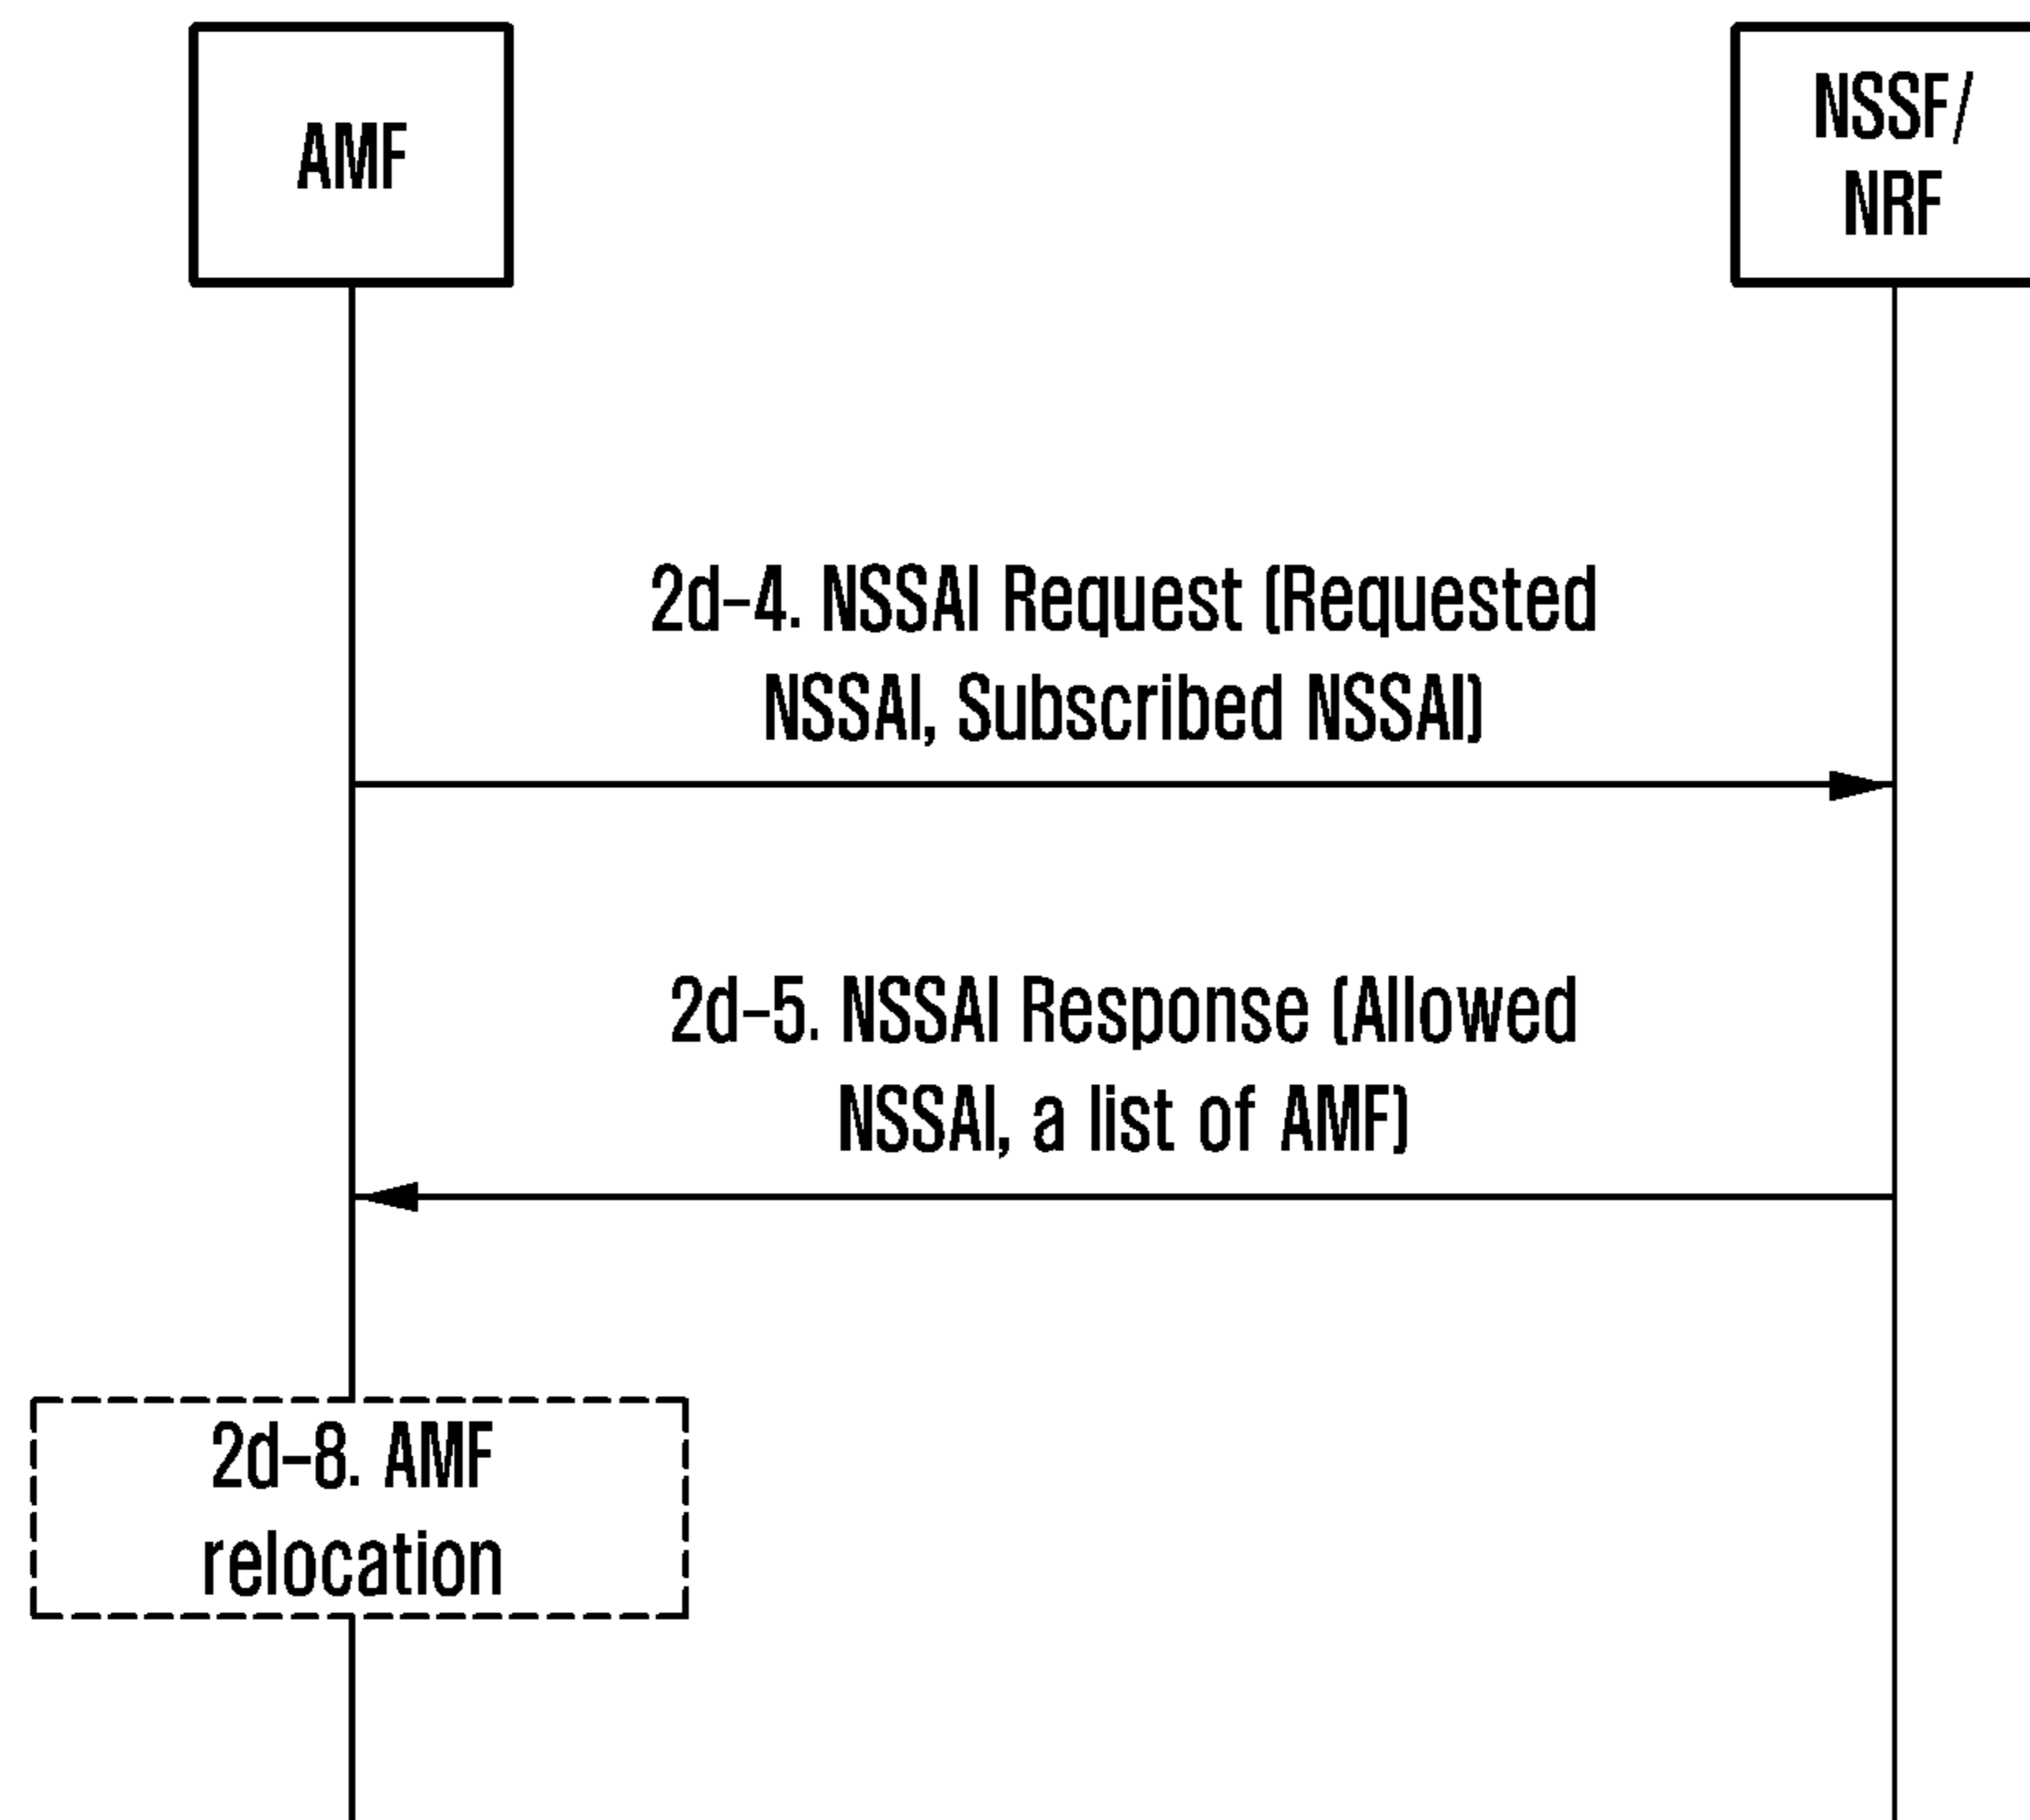 AMF
NSSF/
NRF
2d-4. NSSAI Request (Requested
NSSAI, Subscribed NSSAI)
2d-5. NSSAI Response (Allowed
NSSAI, a list of AMF)
2d-8. AMF
relocation